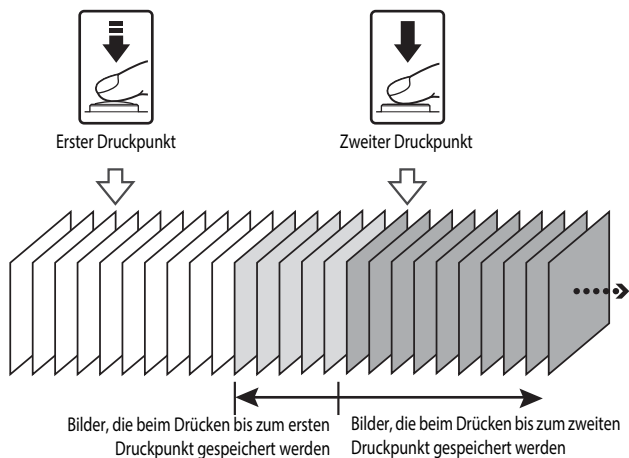 Erster Druckpunkt
Zweiter Druckpunkt
Bilder, die beim Drücken bis zum ersten
Druckpunkt gespeichert werden
Bilder, die beim Drücken bis zum zweiten
Druckpunkt gespeichert werden